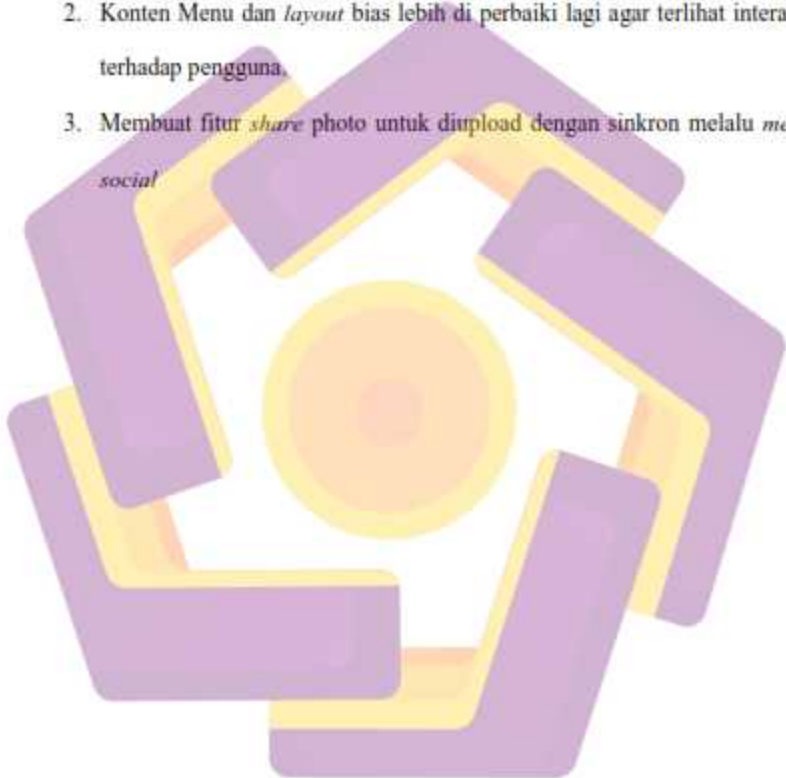 2. Konten Menu dan layout bias lebih di perbaiki lagi agar terlihat intera
terhadap pengguna.
3. Membuat fitur share photo untuk diupload dengan sinkron melalu me
social